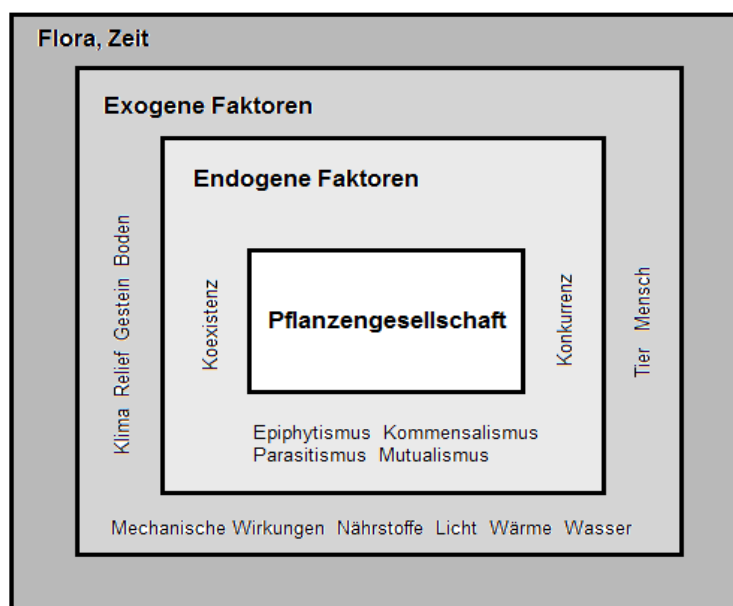 Flora, Zeit
Exogene Faktoren
Endogene Faktoren
Klima Relief Gestein Boden
Koexistenz
Pflanzengesellschaft
Konkurrenz
Tier Mensch
Epiphytismus Kommensalismus
Parasitismus Mutualismus
Mechanische Wirkungen Nährstoffe Licht Wärme Wasser